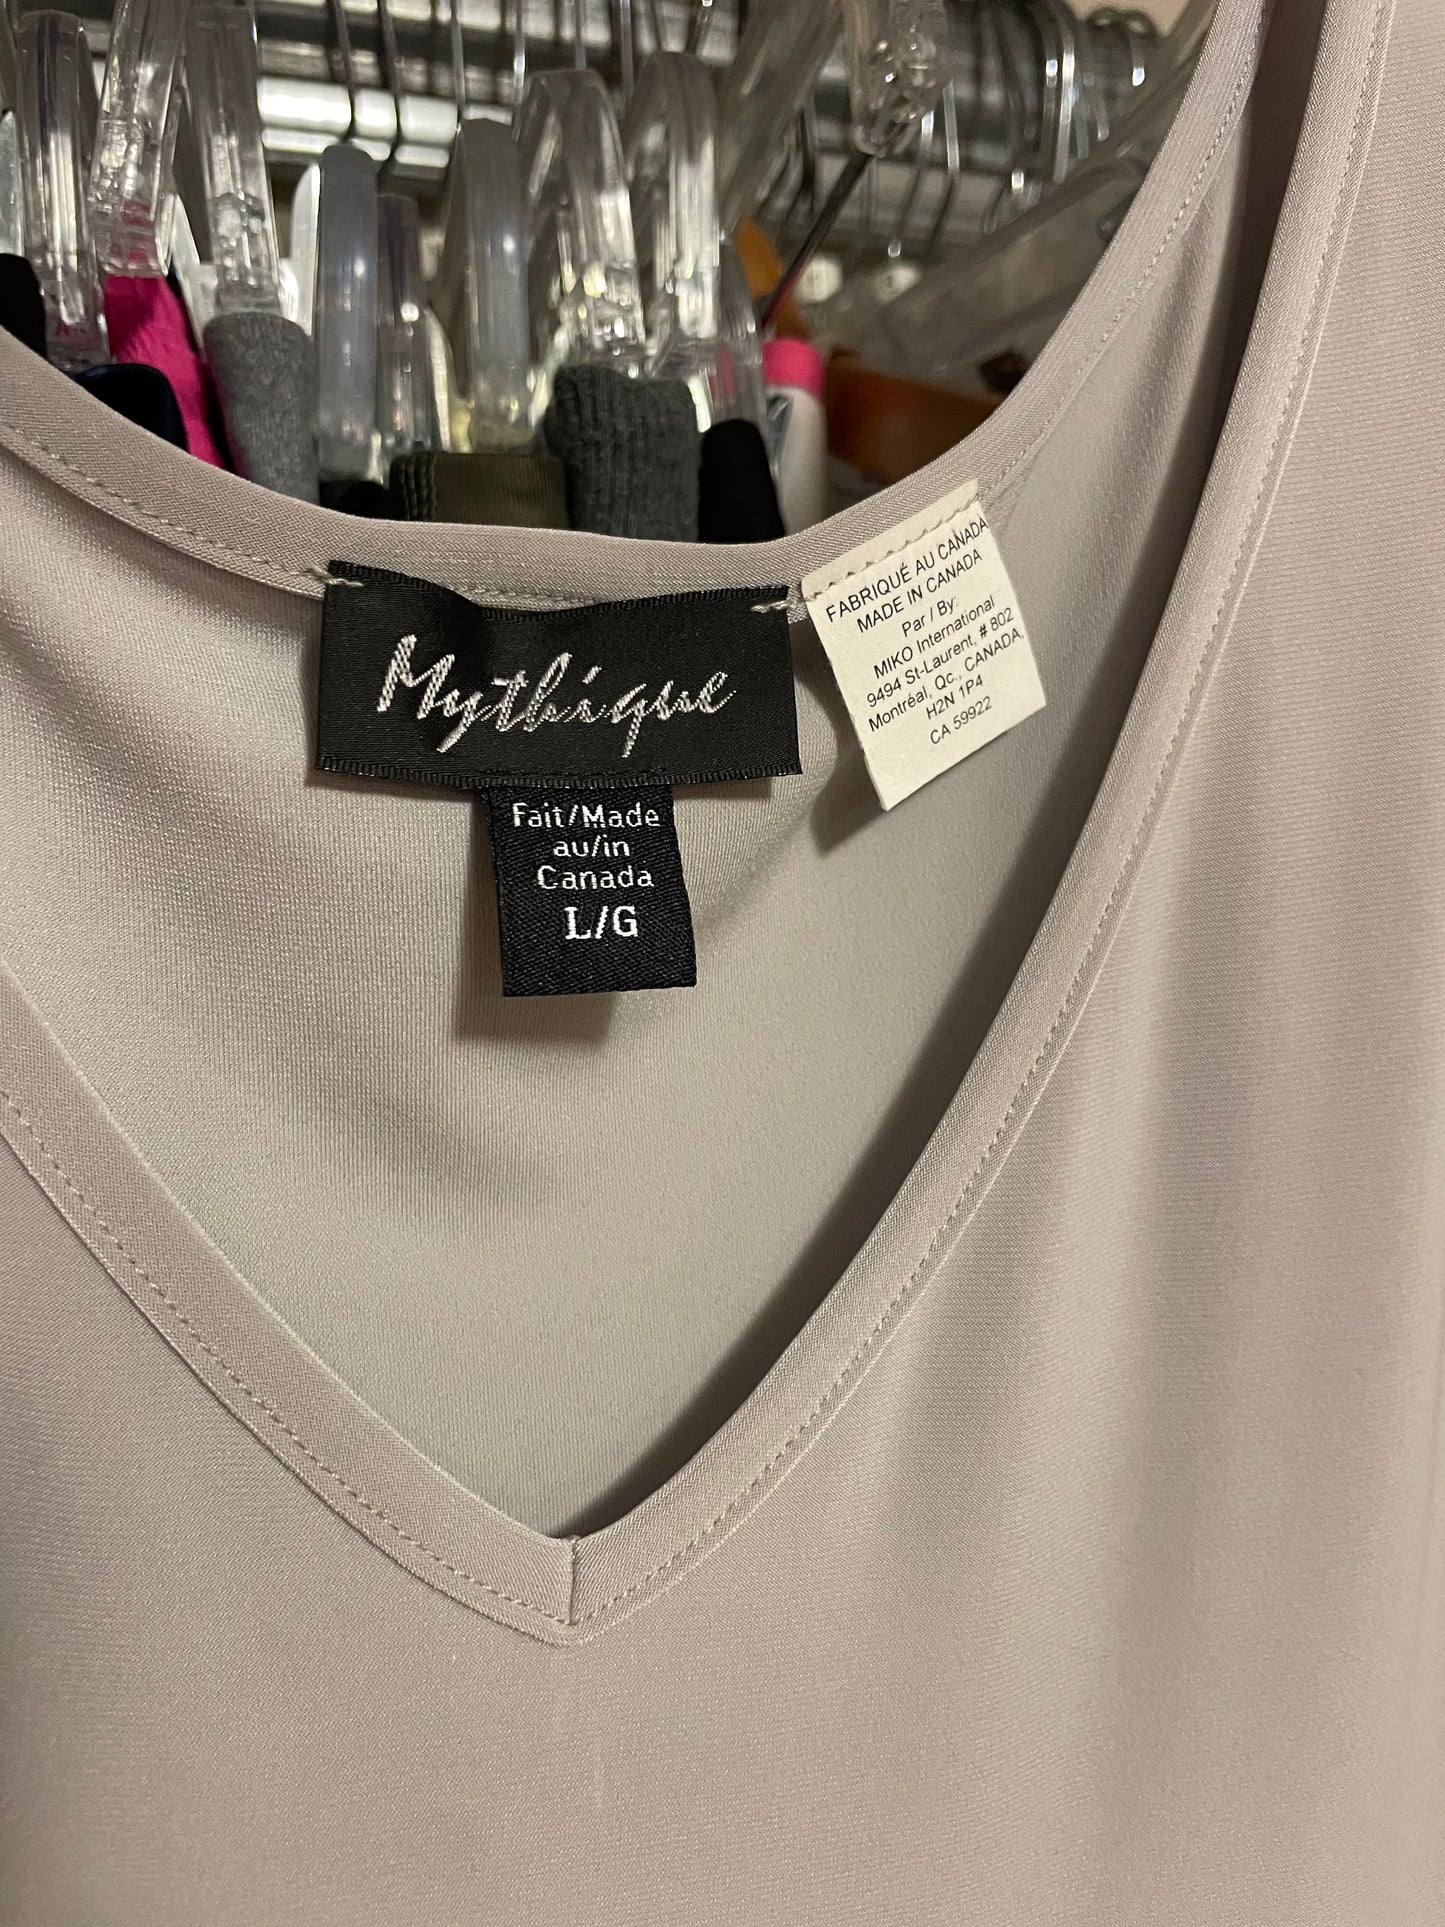 Mythique
Fait/Made
au/in
Canada
L/G
FABRIQUÉ AU CANADA
MADE IN CANADA
Par / By:
MIKO International
9494 St-Laurent, # 802
Montréal, Qc., CANADA,
H2N 1P4
CA 59922